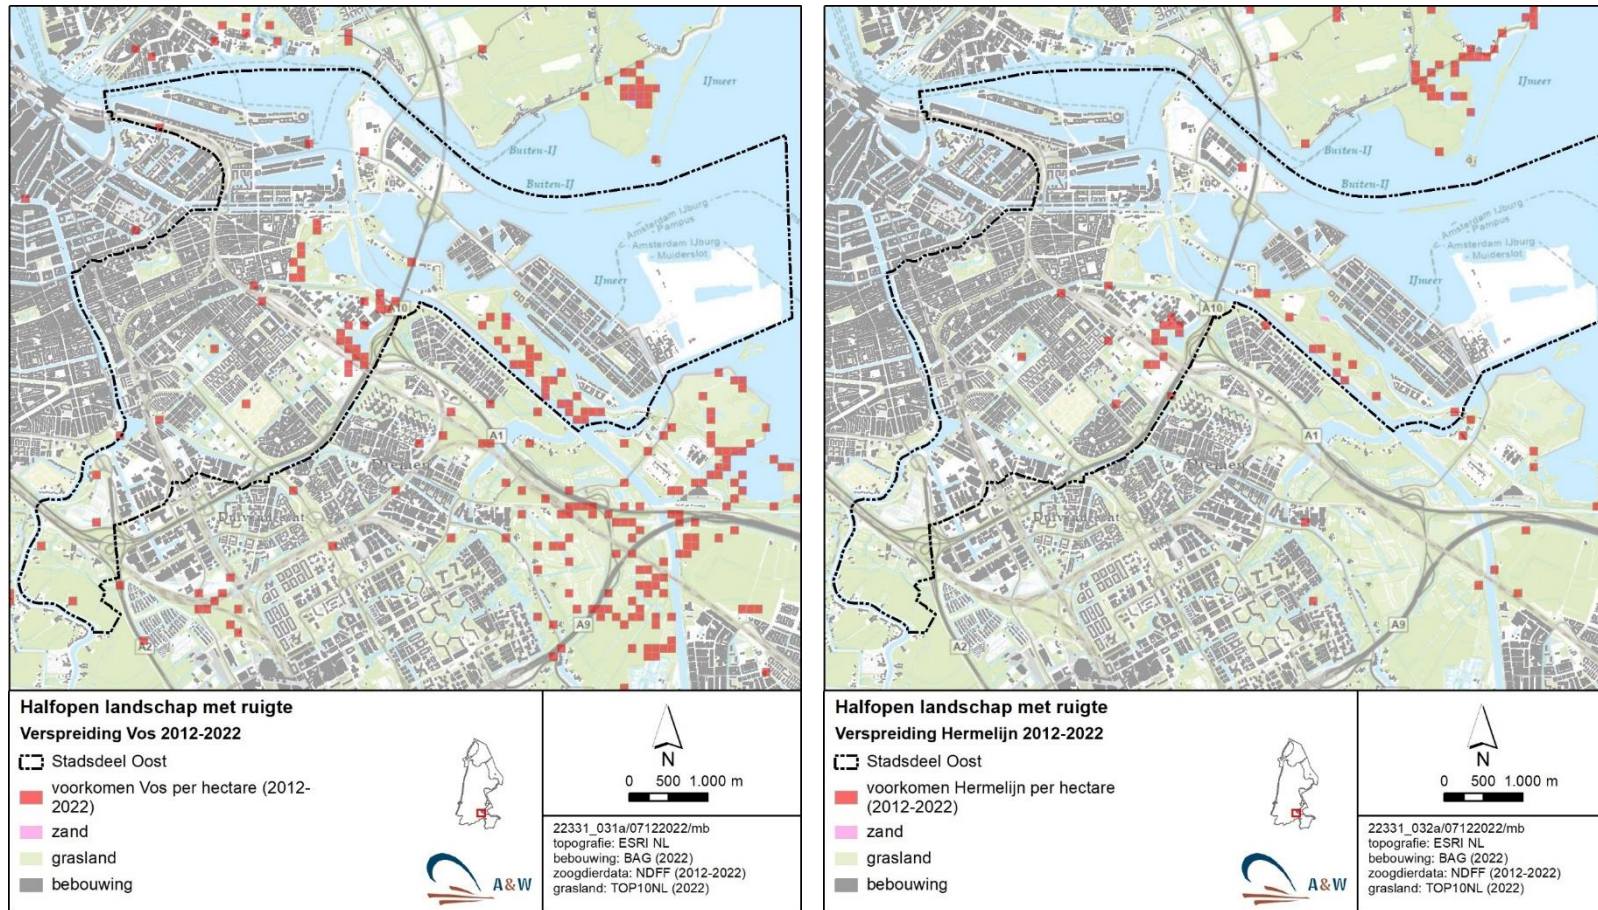 IJmeer
Buiten-IJ
Buiten-IJ
Amsterdam IJburg
- Pampus
Amsterdam IJburg
- Muiderslot
IJmeer
A10
A1
Diemen
Duivendrecht
A9
A2
Halfopen landschap met ruigte
Verspreiding Vos 2012-2022
Stadsdeel Oost
voorkomen Vos per hectare (2012-
2022)
zand
grasland
bebouwing
N
0 500 1.000 m
22331_031a/07122022/mb
topografie: ESRI NL
bebouwing: BAG (2022)
zoogdierdata: NDFF (2012-2022)
grasland: TOP10NL (2022)
A&W
IJmeer
Buiten-IJ
Buiten-IJ
Amsterdam IJburg
- Pampus
Amsterdam IJburg
- Muiderslot
IJmeer
A10
A1
Diemen
Duivendrecht
A9
A2
Halfopen landschap met ruigte
Verspreiding Hermelijn 2012-2022
Stadsdeel Oost
voorkomen Hermelijn per hectare
(2012-2022)
zand
grasland
bebouwing
N
0 500 1.000 m
22331_032a/07122022/mb
topografie: ESRI NL
bebouwing: BAG (2022)
zoogdierdata: NDFF (2012-2022)
grasland: TOP10NL (2022)
A&W